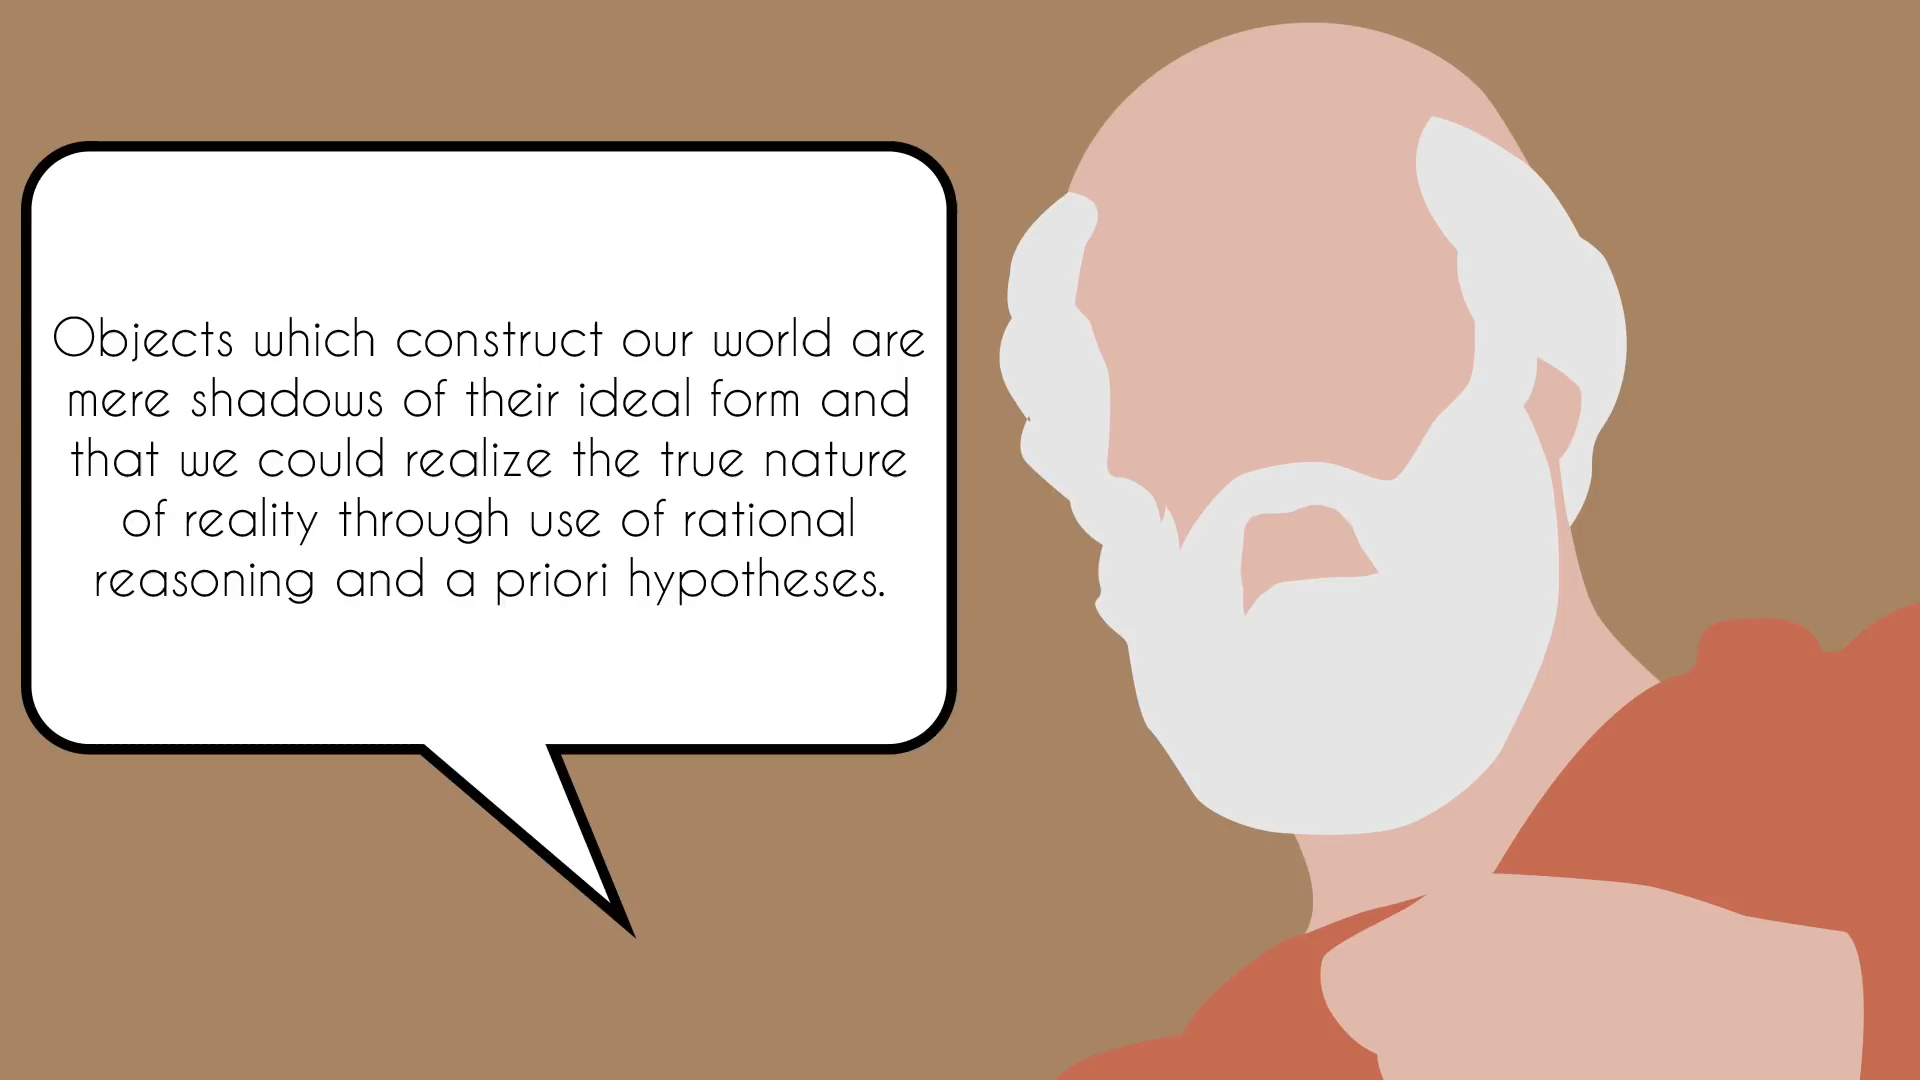 Objects which construct our world are
mere shadows of their ideal form and
that we could realize the true nature
of reality through use of rational
reasoning and a priori hypotheses.